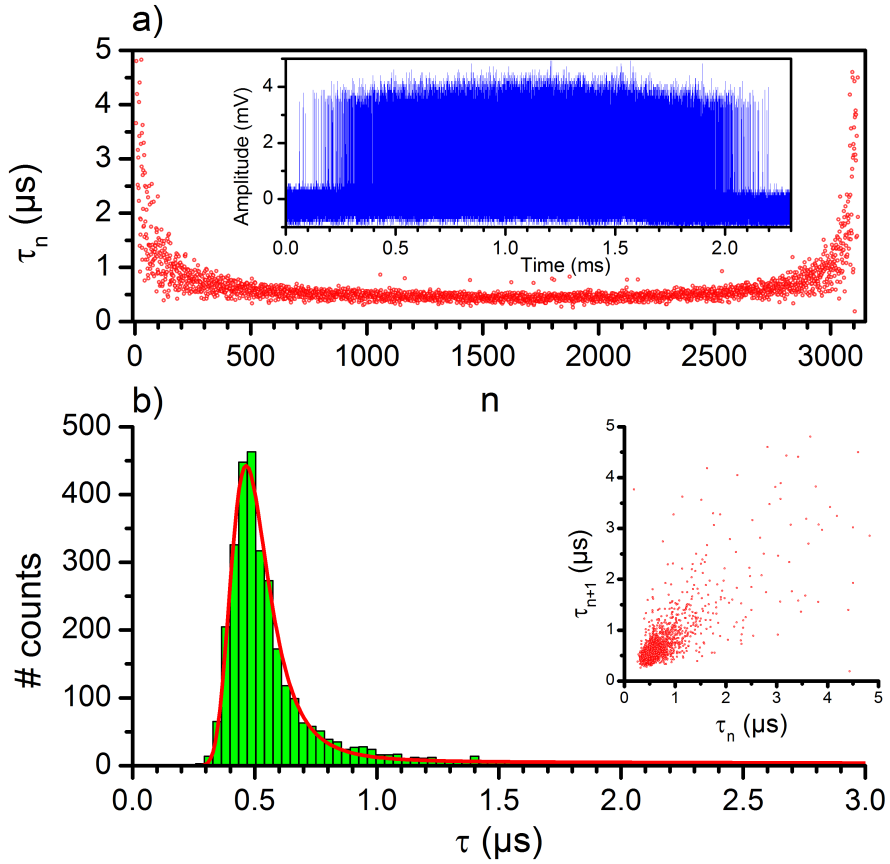 a)
5
4
3
2
1
0
τn (µs)
0 500 1000 1500 2000 2500 3000
n
Amplitude (mV)
4
2
0
0.0 0.5 1.0 1.5 2.0
Time (ms)
b)
500
400
300
200
100
0
# counts
0.0 0.5 1.0 1.5 2.0 2.5 3.0
τ (µs)
5
4
3
2
1
0
τn+1 (µs)
0 1 2 3 4 5
τn (µs)